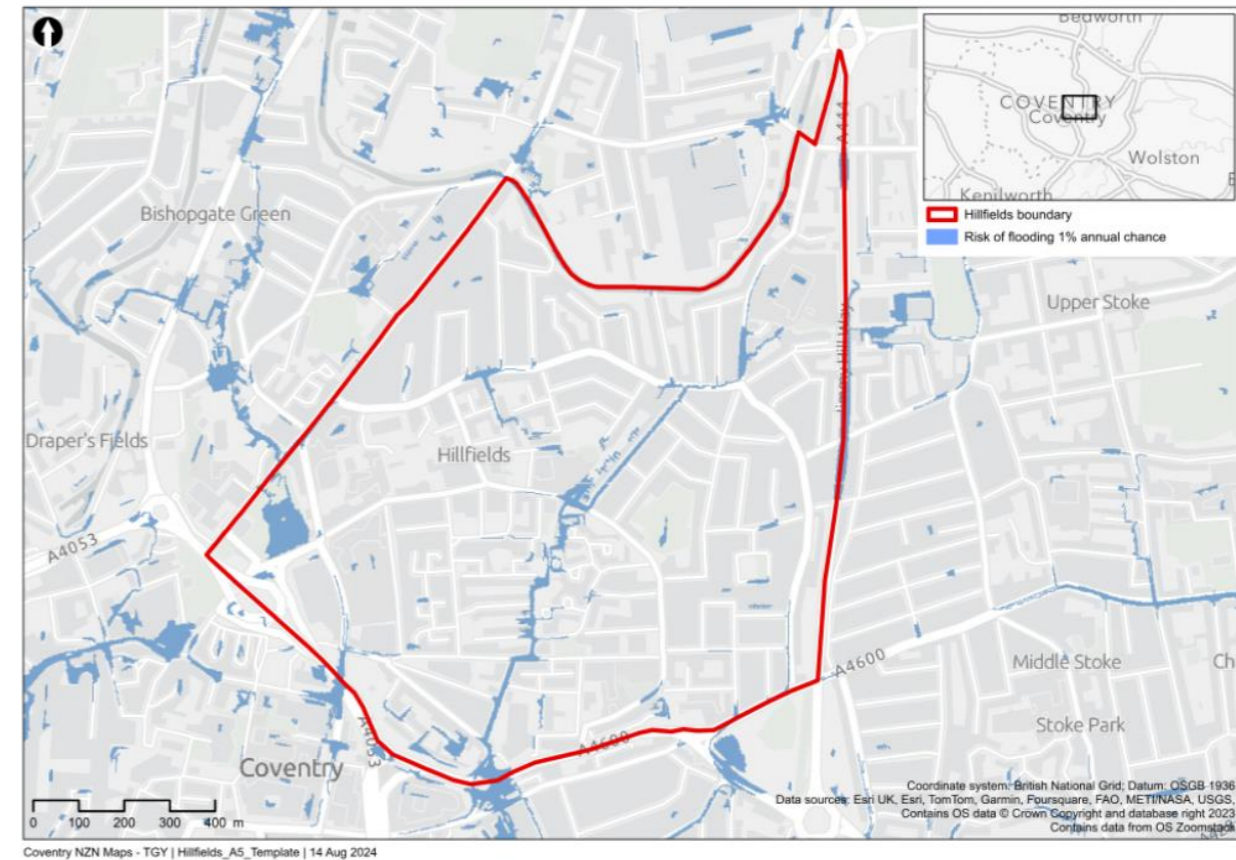 Bedworth
COVENTRY
Coventry
Wolston
Kenilworth
Hillfields boundary
Risk of flooding 1% annual chance
A444
Bishopgate Green
Upper Stoke
Jimmy Hill Way
Draper's Fields
Hillfields
A4053
A4600
Middle Stoke
Stoke Park
A4053
A4600
Coventry
Coordinate system: British National Grid; Datum: OSGB 1936
Data sources: Esri UK, Esri, TomTom, Garmin, Foursquare, FAO, METI/NASA, USGS,
Contains OS data © Crown Copyright and database right 2023
Contains data from OS Zoomstack
0 100 200 300 400 m
Coventry NZN Maps - TGY | Hillfields_A5_Template | 14 Aug 2024